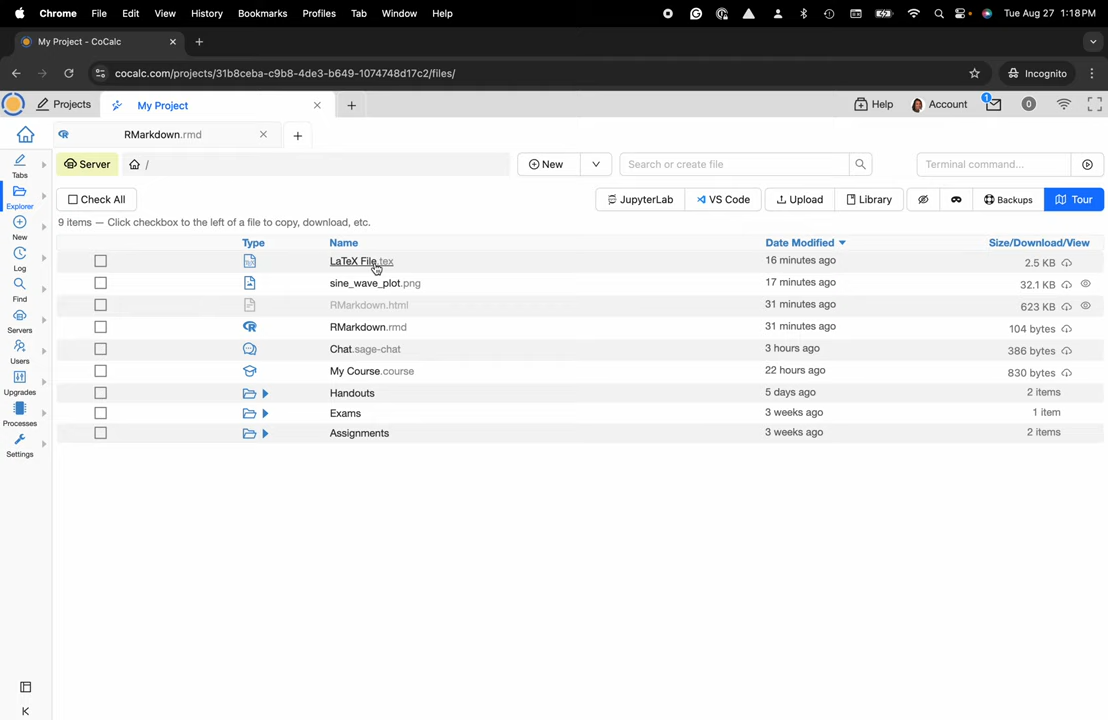 Chrome File Edit View History Bookmarks Profiles Tab Window Help Tue Aug 27 1:18 PM
My Project - CoCalc
cocalc.com/projects/31b8ceba-c9b8-4de3-b649-1074748d17c2/files/ Incognito
Projects My Project Help Account 1 0
RMarkdown.rmd
Server / New Search or create file Terminal command...
Check All JupyterLab VS Code Upload Library Backups Tour
9 items — Click checkbox to the left of a file to copy, download, etc.
Type Name Date Modified Size/Download/View
LaTeX File.tex 16 minutes ago 2.5 KB
sine_wave_plot.png 17 minutes ago 32.1 KB
RMarkdown.html 31 minutes ago 623 KB
RMarkdown.rmd 31 minutes ago 104 bytes
Chat.sage-chat 3 hours ago 386 bytes
My Course.course 22 hours ago 830 bytes
Handouts 5 days ago 2 items
Exams 3 weeks ago 1 item
Assignments 3 weeks ago 2 items
Tabs
Explorer
New
Log
Find
Servers
Users
Upgrades
Processes
Settings